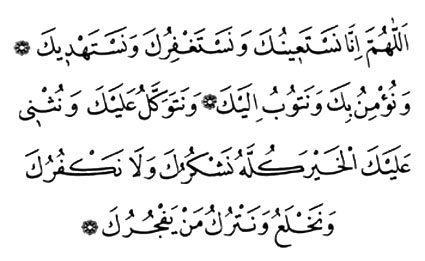 اَللّٰهُمَّ اِنَّا نَسْتَعِينُكَ وَ نَسْتَغْفِرُكَ وَنَسْتَهْدِيكَ ۞
وَ نُؤْمِنُ بِكَ وَنَتُوبُ اِلَيْكَ ۞ وَنَتَوَكَّلُ عَلَيْكَ وَ نُثْنِى
عَلَيْكَ الْخَيْرَ كُلَّهُ نَشْكُرُكَ وَلَا نَكْفُرُكَ
وَ نَخْلَعُ وَنَتْرُكُ مَنْ يَفْجُرُكَ ۞